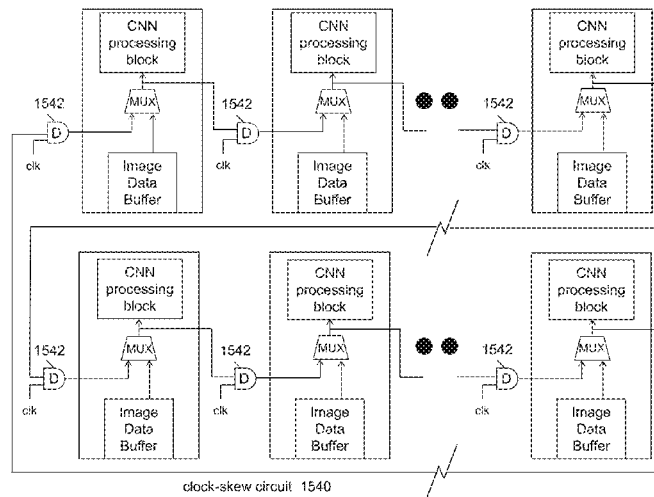 CNN
processing
block
CNN
processing
block
CNN
processing
block
1542
MUX
1542
MUX
1542
MUX
D
D
D
clk
clk
clk
Image
Data
Buffer
Image
Data
Buffer
Image
Data
Buffer
CNN
processing
block
CNN
processing
block
CNN
processing
block
1542
MUX
1542
MUX
1542
MUX
D
D
D
clk
clk
clk
Image
Data
Buffer
Image
Data
Buffer
Image
Data
Buffer
clock-skew circuit 1540